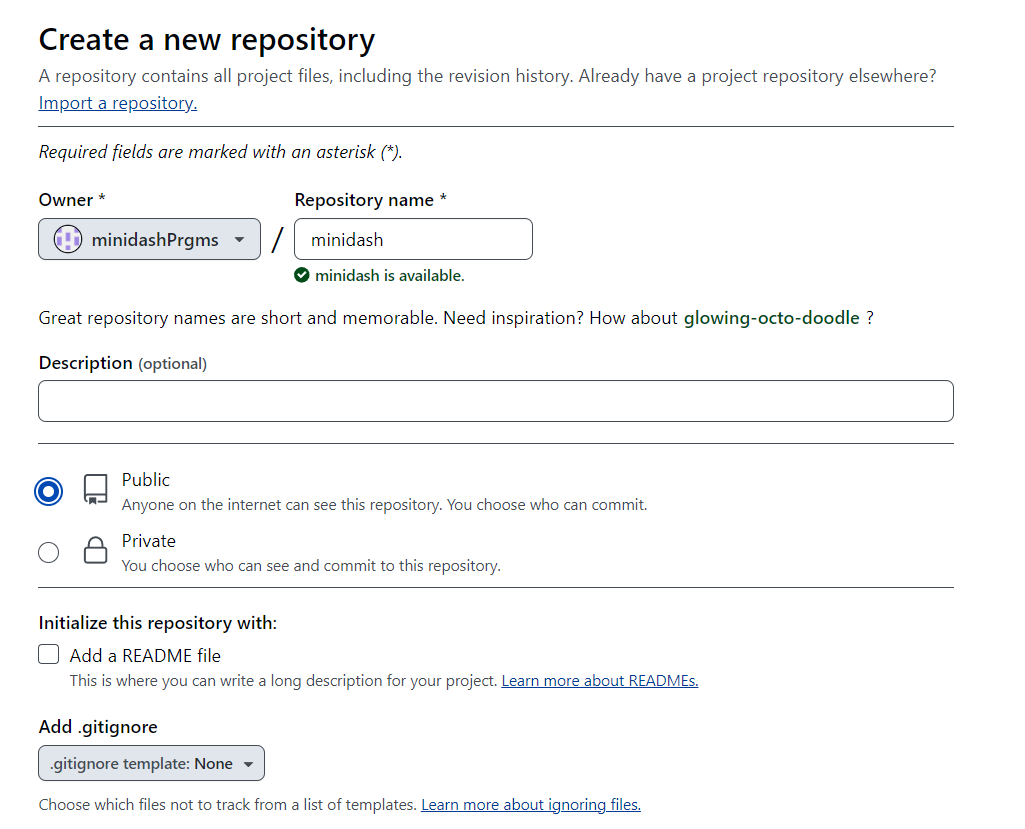 Create a new repository
A repository contains all project files, including the revision history. Already have a project repository elsewhere?
Import a repository.
Required fields are marked with an asterisk (*).
Owner * Repository name *
minidashPrgms / minidash
minidash is available.
Great repository names are short and memorable. Need inspiration? How about glowing-octo-doodle ?
Description (optional)
Public
Anyone on the internet can see this repository. You choose who can commit.
Private
You choose who can see and commit to this repository.
Initialize this repository with:
Add a README file
This is where you can write a long description for your project. Learn more about READMEs.
Add .gitignore
.gitignore template: None
Choose which files not to track from a list of templates. Learn more about ignoring files.